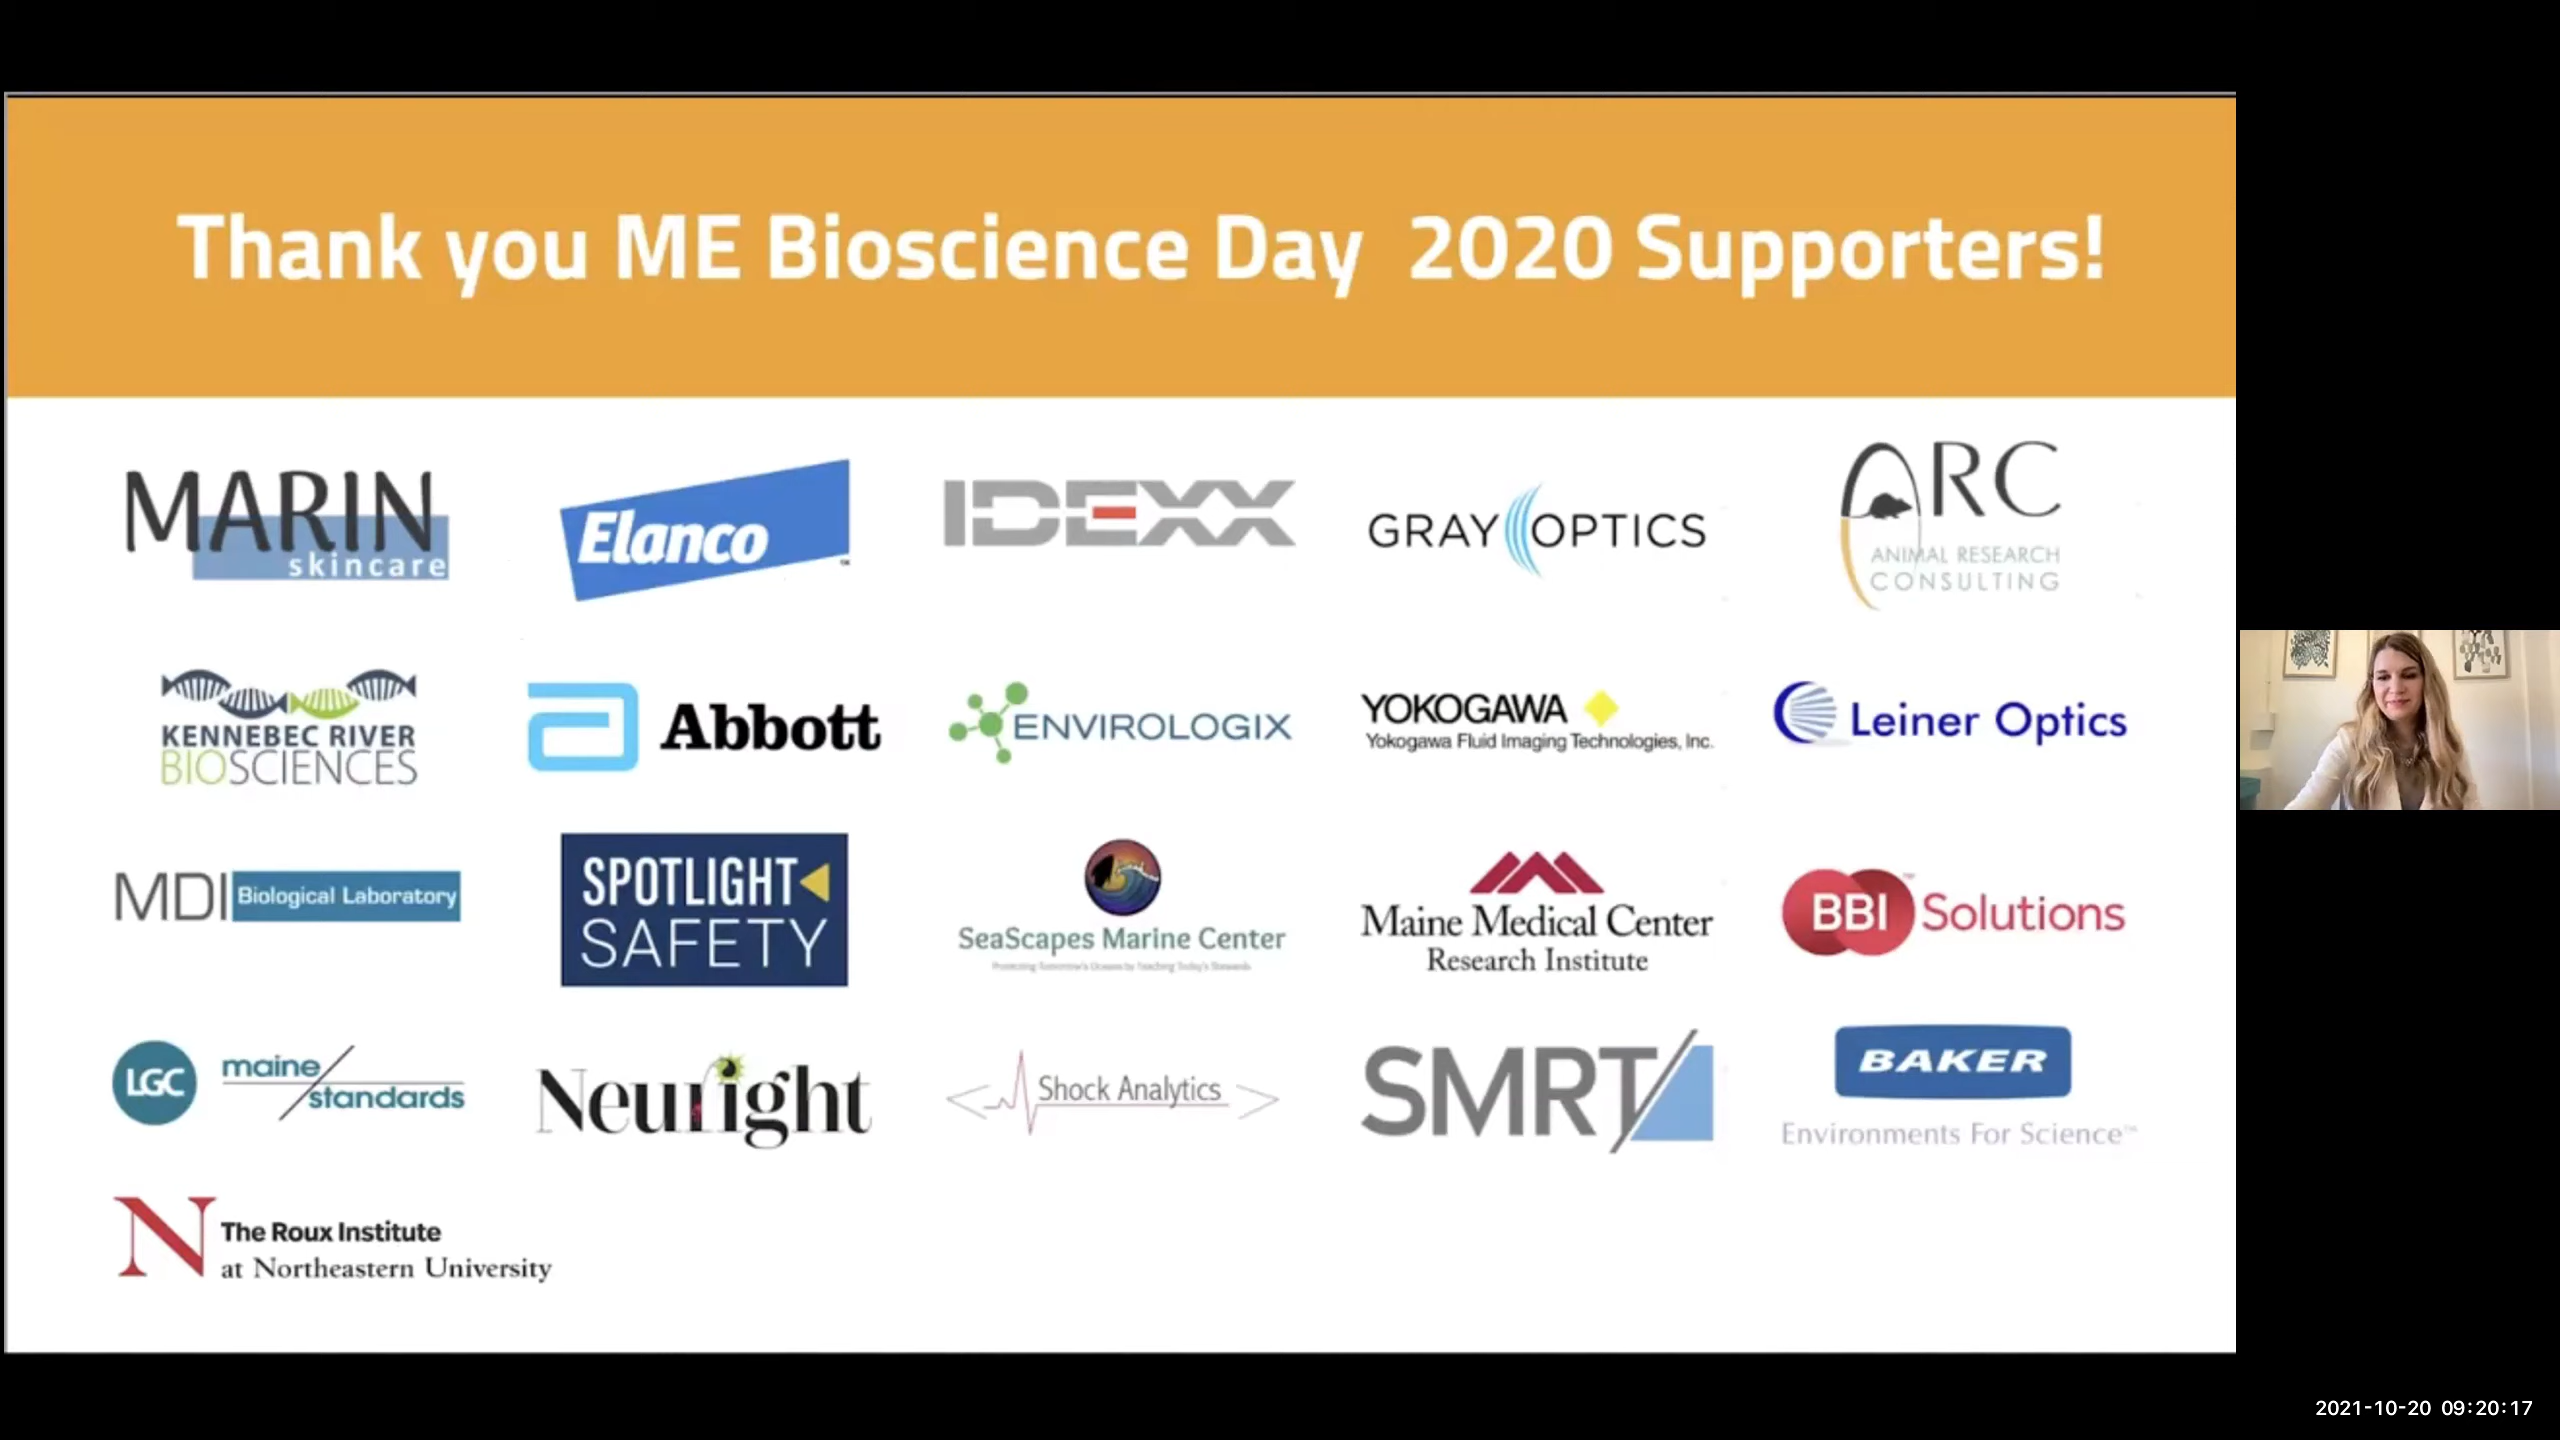 Thank you ME Bioscience Day 2020 Supporters!
MARIN
skincare
Elanco
IDEXX
GRAY OPTICS
ARC
ANIMAL RESEARCH
CONSULTING
KENNEBEC RIVER
BIOSCIENCES
Abbott
ENVIROLOGIX
YOKOGAWA
Yokogawa Fluid Imaging Technologies, Inc.
Leiner Optics
MDI Biological Laboratory
SPOTLIGHT
SAFETY
SeaScapes Marine Center
Maine Medical Center
Research Institute
BBI Solutions
LGC
maine
standards
Neuright
Shock Analytics
SMRT
BAKER
Environments For Science™
N
The Roux Institute
at Northeastern University
2021-10-20 09:20:17